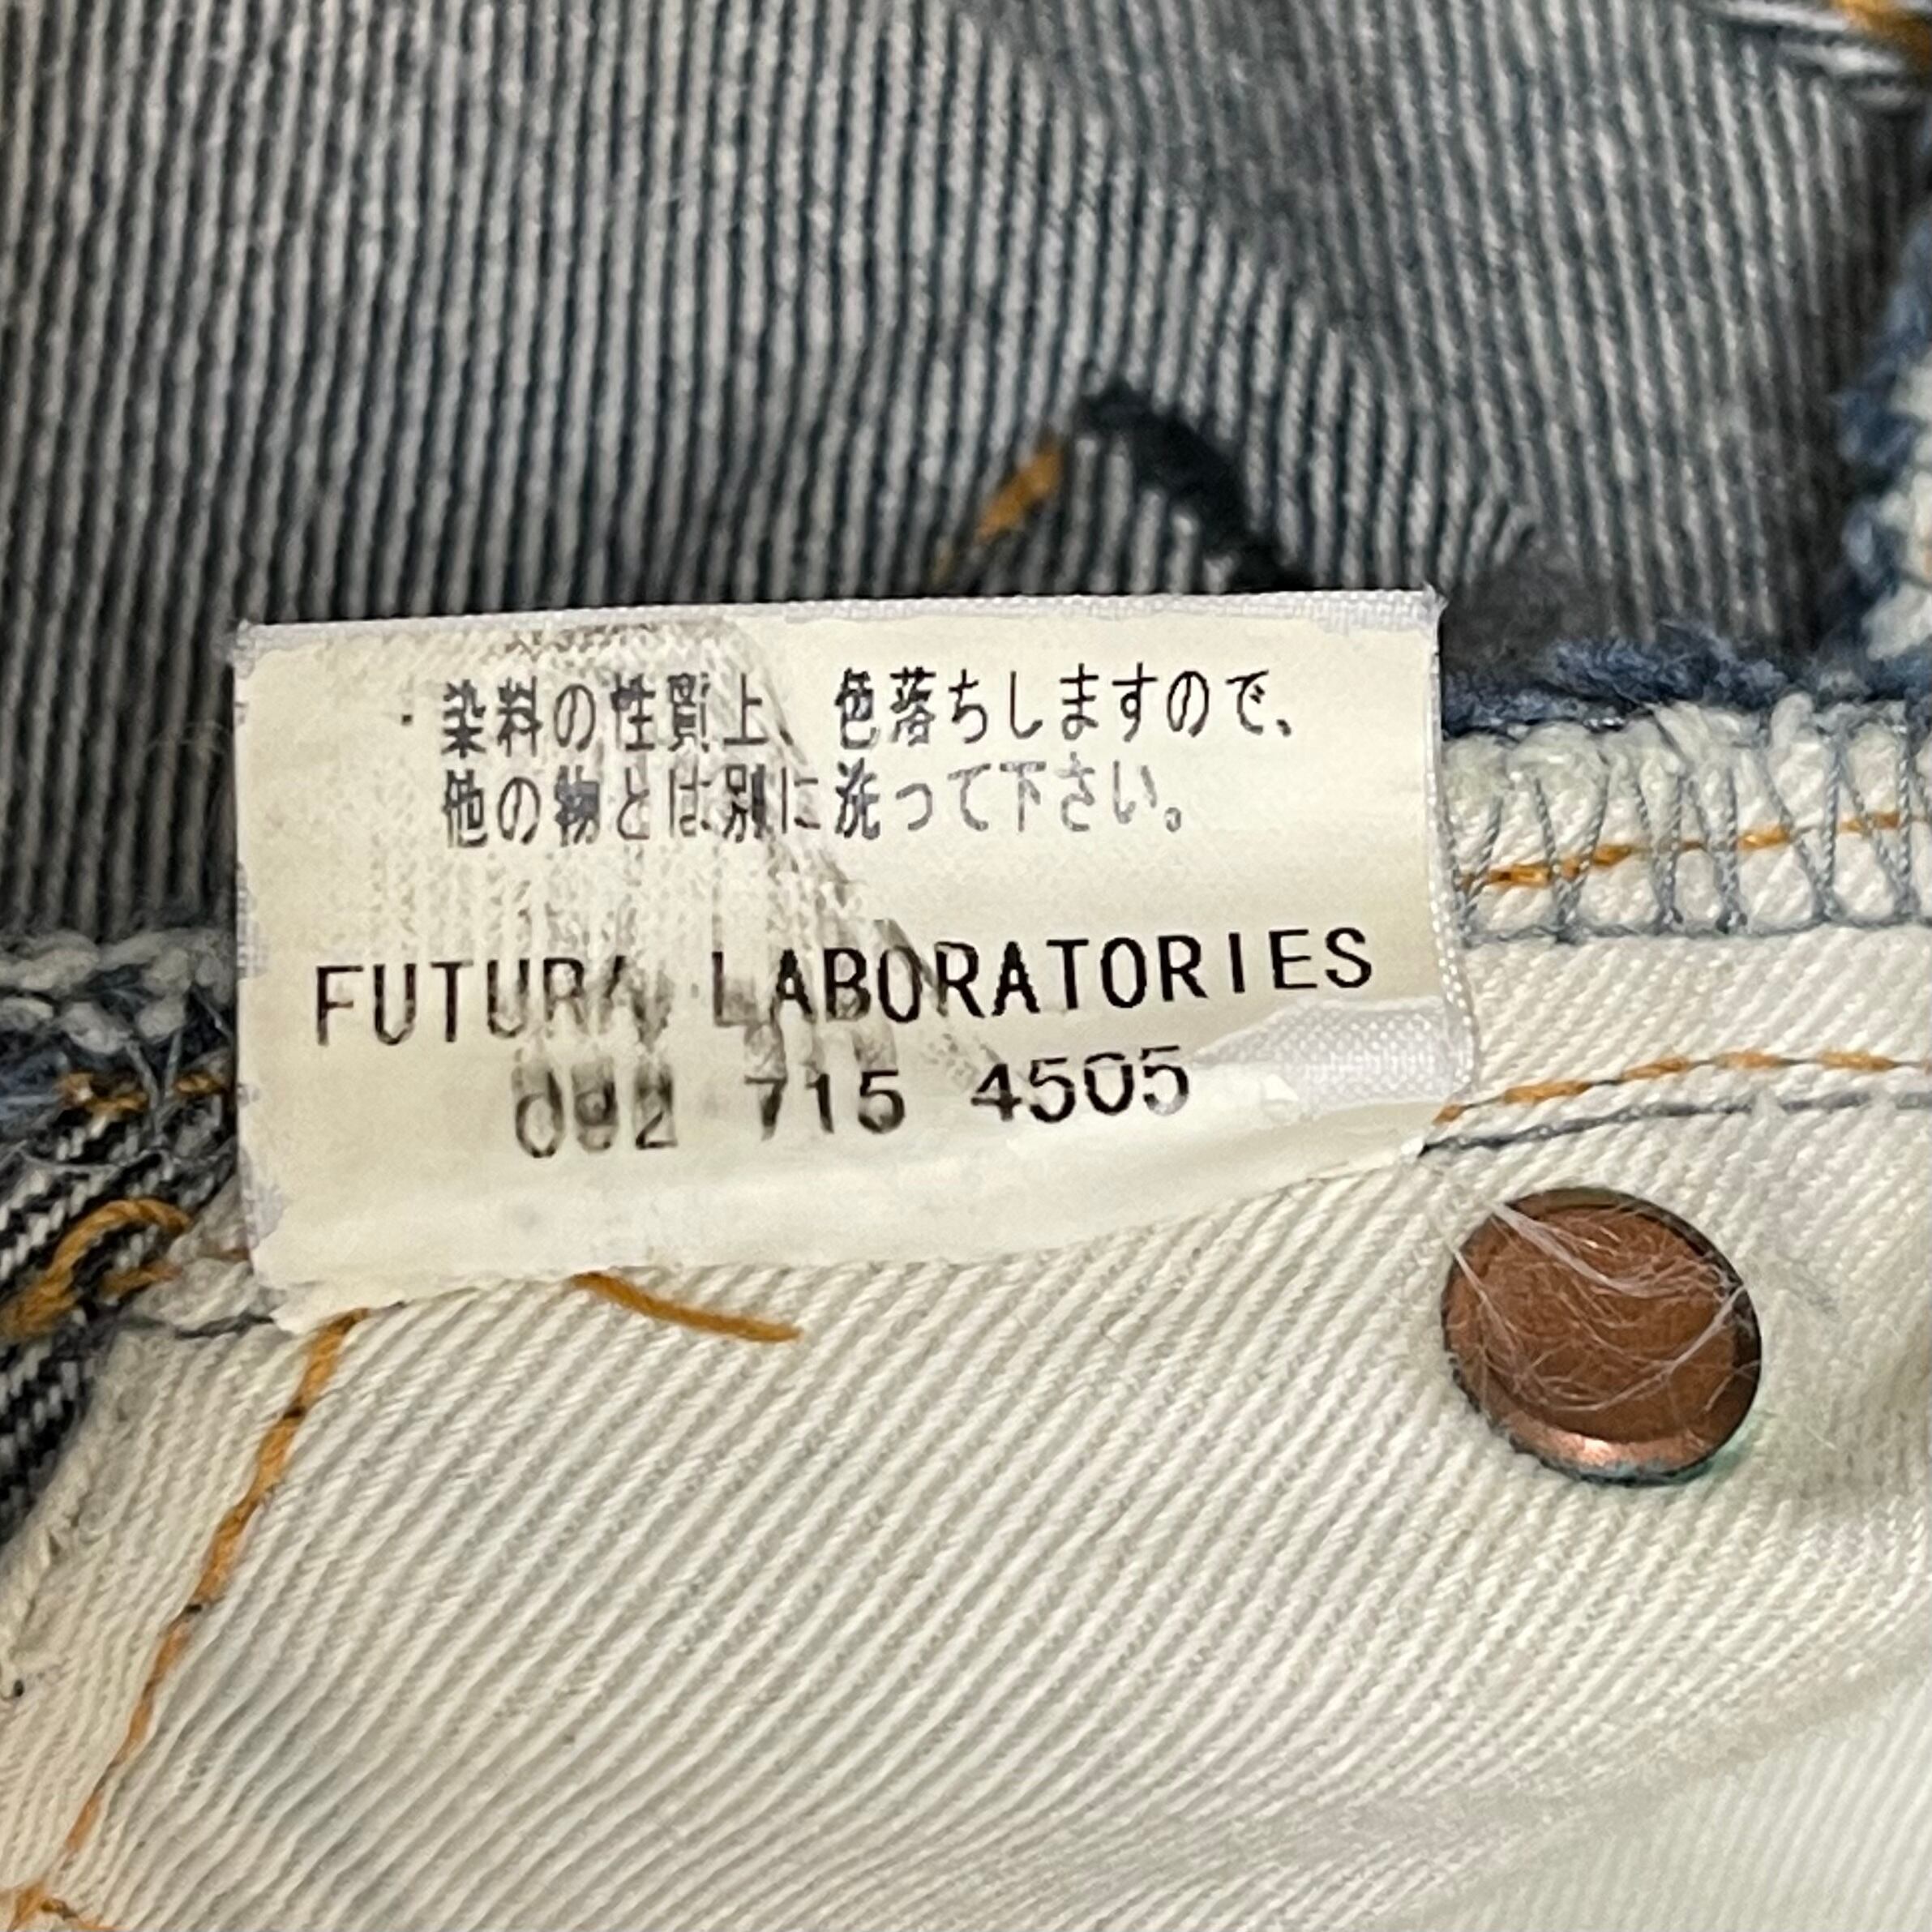 ・染料の性質上、色落ちしますので、
他の物とは別に洗って下さい。
FUTURA LABORATORIES
092 715 4505